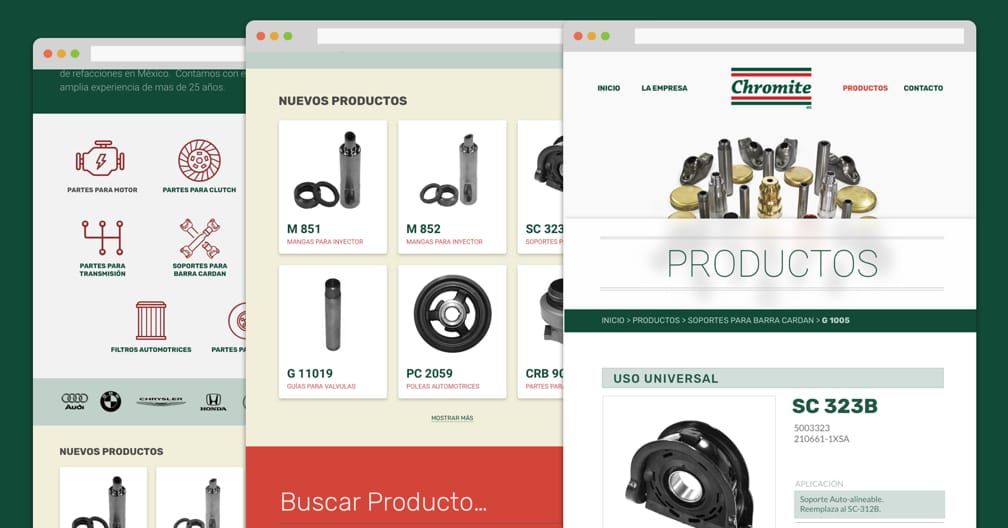 de refacciones en México. Contamos con e
amplia experiencia de mas de 25 años.
PARTES PARA MOTOR
PARTES PARA CLUTCH
PARTES PARA
TRANSMISIÓN
SOPORTES PARA
BARRA CARDAN
FILTROS AUTOMOTRICES
PARTES PA
Audi
BMW
CHRYSLER
HONDA
NUEVOS PRODUCTOS
NUEVOS PRODUCTOS
M 851
MANGAS PARA INYECTOR
M 852
MANGAS PARA INYECTOR
SC 323
SOPORTES P
G 11019
GUÍAS PARA VALVULAS
PC 2059
POLEAS AUTOMOTRICES
CRB 90
PARTES PAR
MOSTRAR MÁS
Buscar Producto...
INICIO
LA EMPRESA
Chromite
PRODUCTOS
CONTACTO
PRODUCTOS
INICIO > PRODUCTOS > SOPORTES PARA BARRA CARDAN > G 1005
USO UNIVERSAL
SC 323B
5003323
210661-1XSA
APLICACIÓN
Soporte Auto-alineable.
Reemplaza al SC-312B.